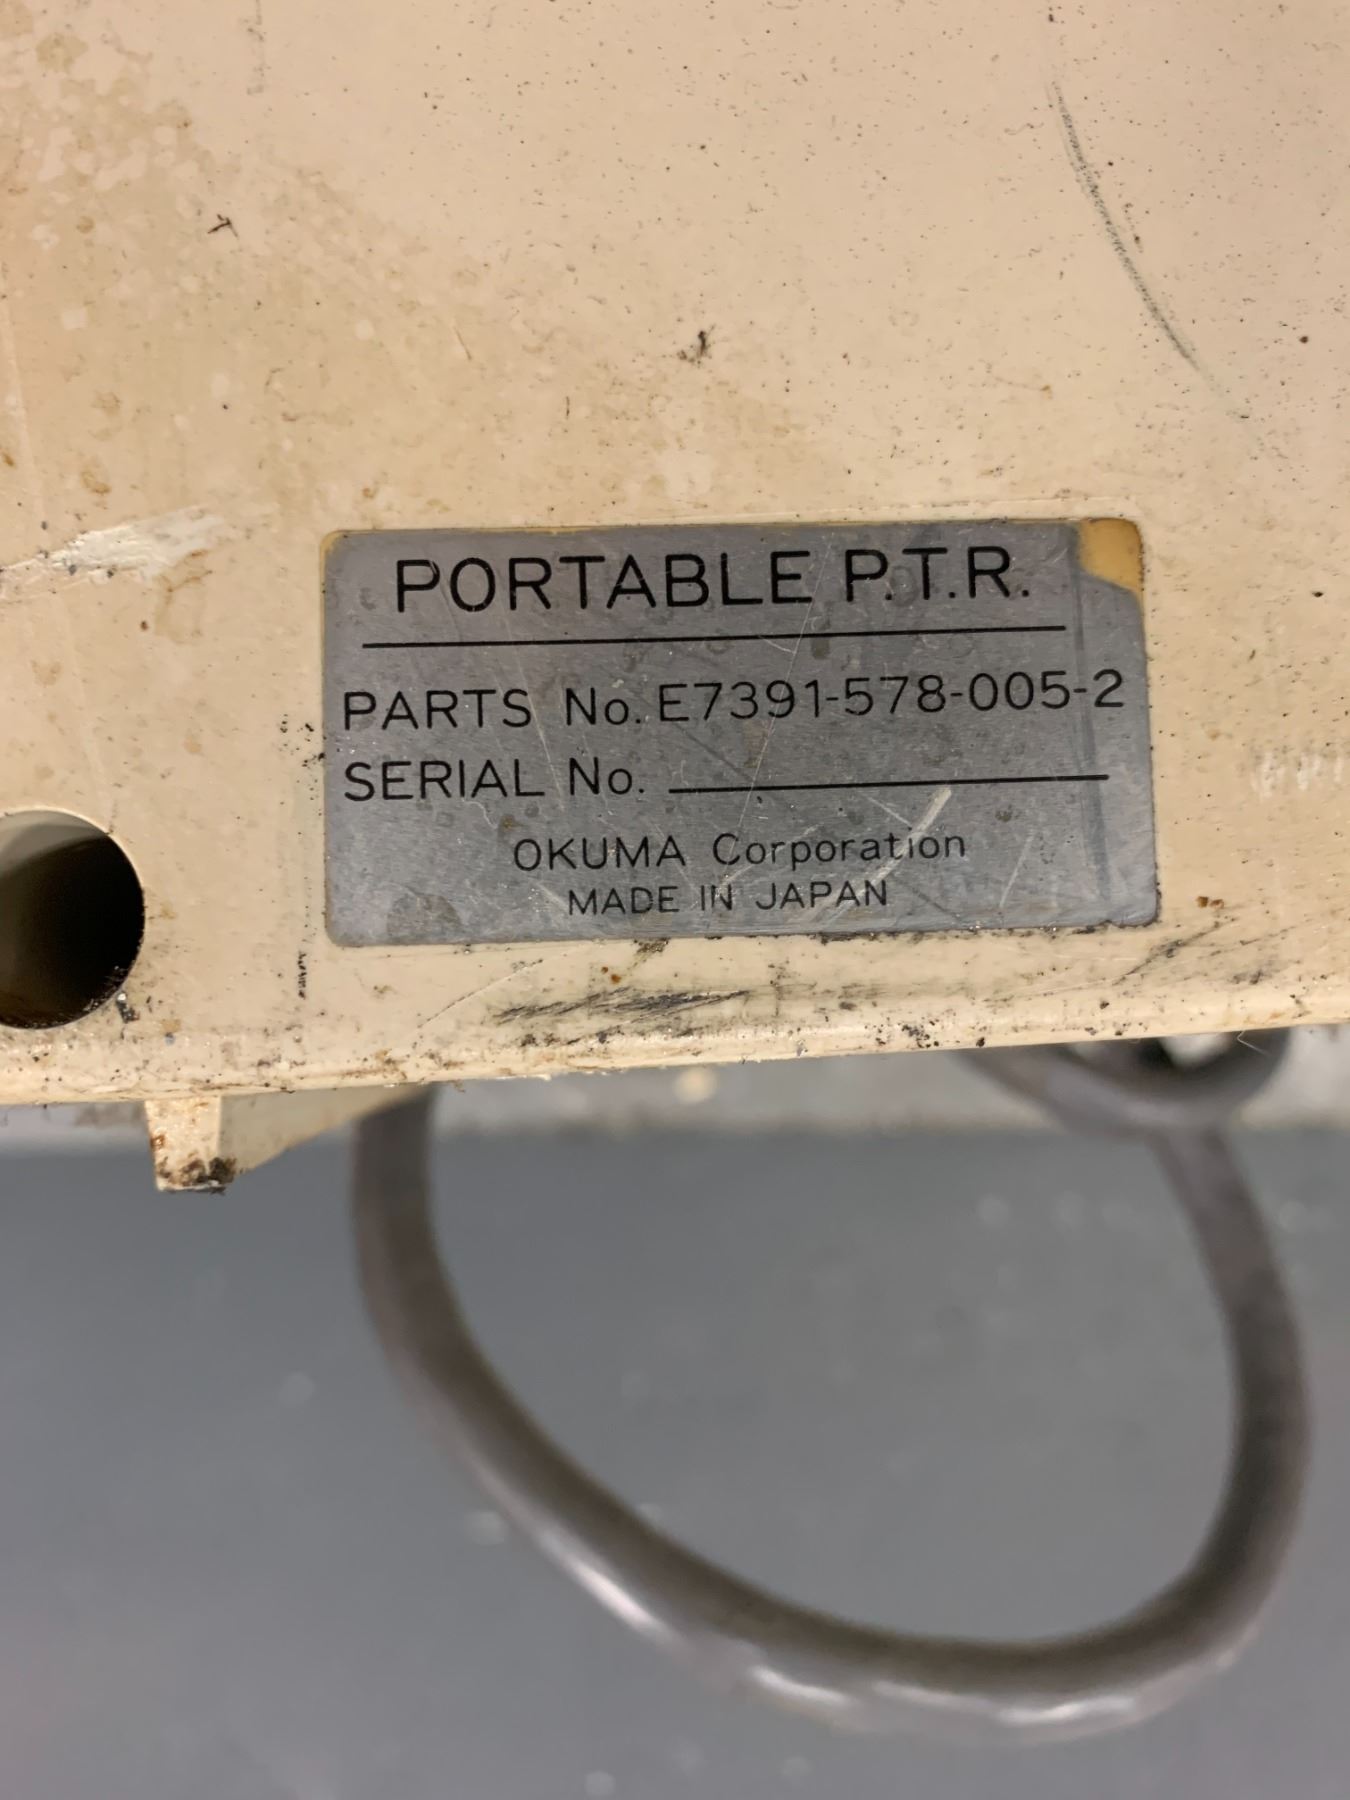 PORTABLE P.T.R.
PARTS No. E7391-578-005-2
SERIAL No.
OKUMA Corporation
MADE IN JAPAN